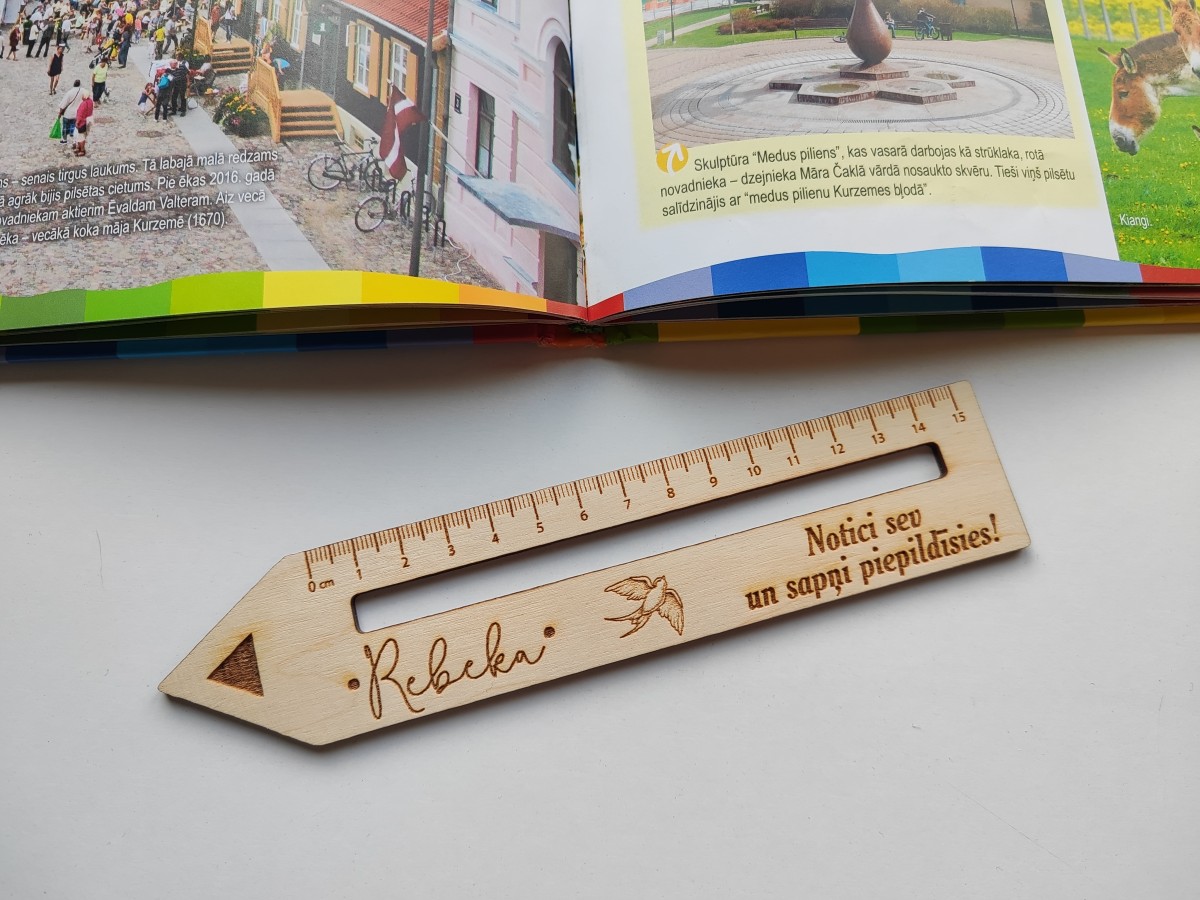 – senais tirgus laukums. Tā labajā malā redzams
agrāk bijis pilsētas cietums. Pie ēkas 2016. gadā
novadniekam aktierim Evaldam Valteram. Aiz vecā
ēka – vecākā koka māja Kurzemē (1670).
Skulptūra “Medus piliens”, kas vasarā darbojas kā strūklaka, rotā
novadnieka – dzejnieka Māra Čaklā vārdā nosaukto skvēru. Tieši viņš pilsētu
salīdzinājis ar “medus pilienu Kurzemes bļodā”.
Kiangi.
0 cm 1 2 3 4 5 6 7 8 9 10 11 12 13 14 15
Notici sev
un sapņi piepildīsies!
Rebeka